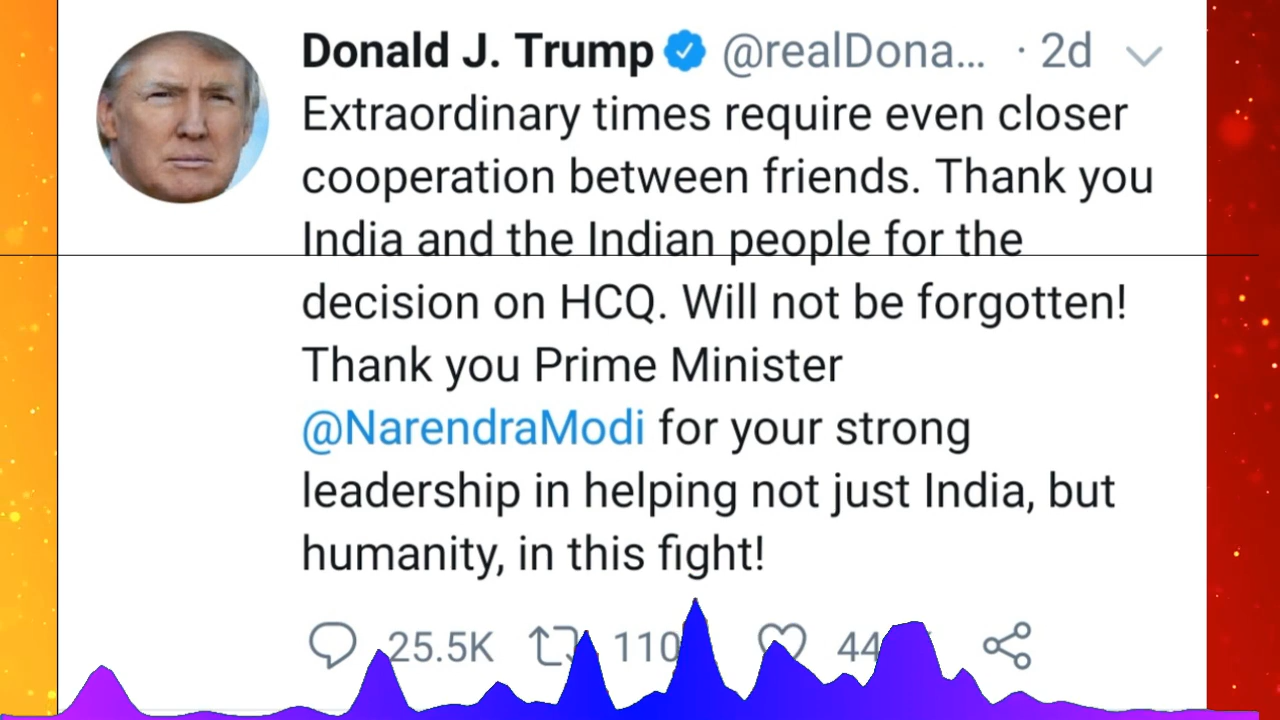 Donald J. Trump @realDona... · 2d
Extraordinary times require even closer
cooperation between friends. Thank you
India and the Indian people for the
decision on HCQ. Will not be forgotten!
Thank you Prime Minister
@NarendraModi for your strong
leadership in helping not just India, but
humanity, in this fight!
25.5K 110 44